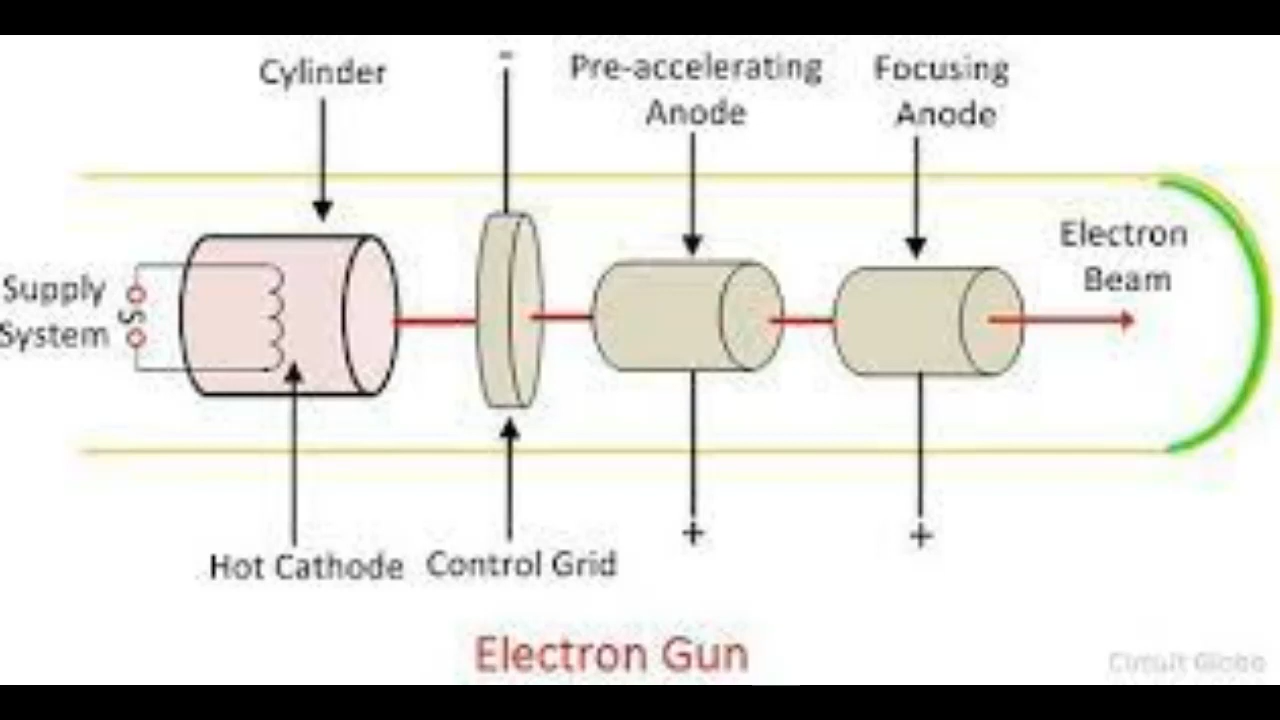 Cylinder
-
Pre-accelerating
Anode
Focusing
Anode
Electron
Beam
Supply
System
S
+
+
Hot Cathode
Control Grid
Electron Gun
Circuit Globe